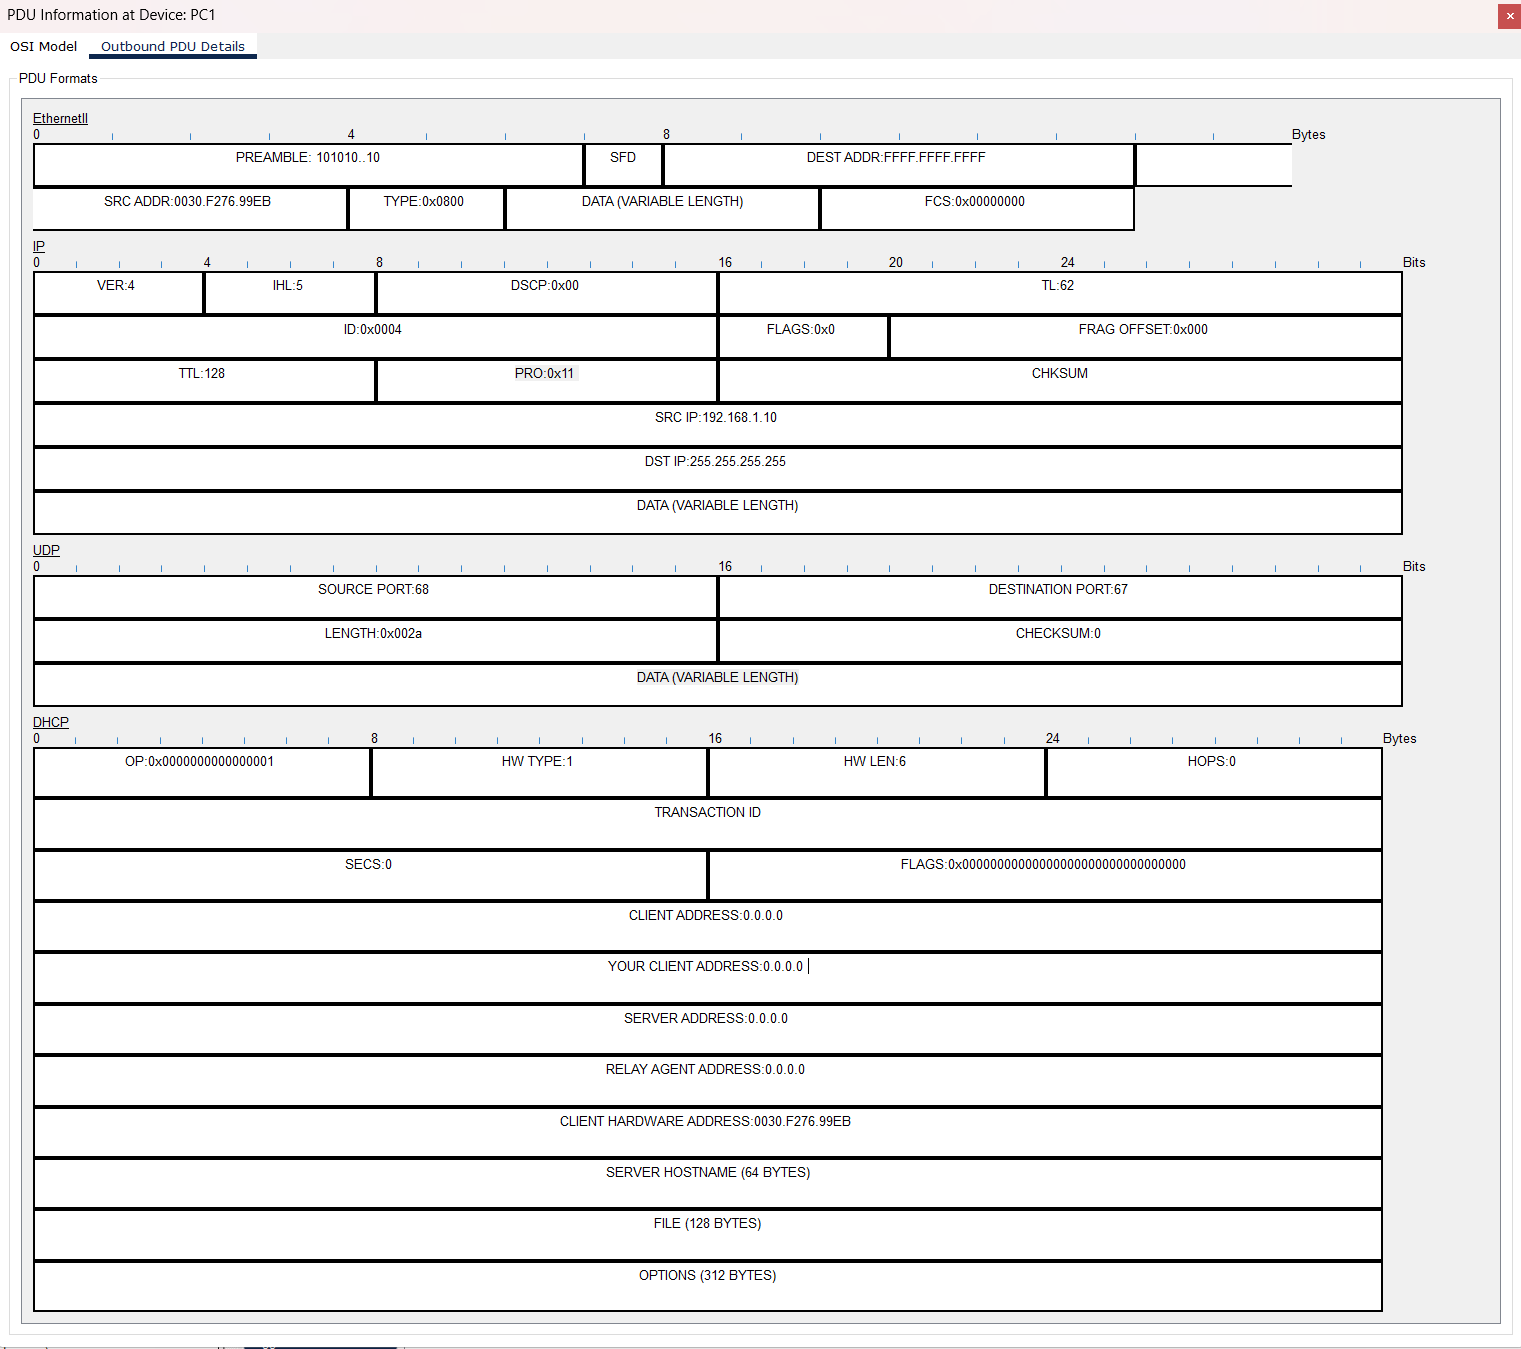 PDU Information at Device: PC1
OSI Model Outbound PDU Details
PDU Formats
EthernetII
0 4 8 Bytes
PREAMBLE: 101010..10 SFD DEST ADDR:FFFF.FFFF.FFFF
SRC ADDR:0030.F276.99EB TYPE:0x0800 DATA (VARIABLE LENGTH) FCS:0x00000000
IP
0 4 8 16 20 24 Bits
VER:4 IHL:5 DSCP:0x00 TL:62
ID:0x0004 FLAGS:0x0 FRAG OFFSET:0x000
TTL:128 PRO:0x11 CHKSUM
SRC IP:192.168.1.10
DST IP:255.255.255.255
DATA (VARIABLE LENGTH)
UDP
0 16 Bits
SOURCE PORT:68 DESTINATION PORT:67
LENGTH:0x002a CHECKSUM:0
DATA (VARIABLE LENGTH)
DHCP
0 8 16 24 Bytes
OP:0x0000000000000001 HW TYPE:1 HW LEN:6 HOPS:0
TRANSACTION ID
SECS:0 FLAGS:0x00000000000000000000000000000000
CLIENT ADDRESS:0.0.0.0
YOUR CLIENT ADDRESS:0.0.0.0
SERVER ADDRESS:0.0.0.0
RELAY AGENT ADDRESS:0.0.0.0
CLIENT HARDWARE ADDRESS:0030.F276.99EB
SERVER HOSTNAME (64 BYTES)
FILE (128 BYTES)
OPTIONS (312 BYTES)